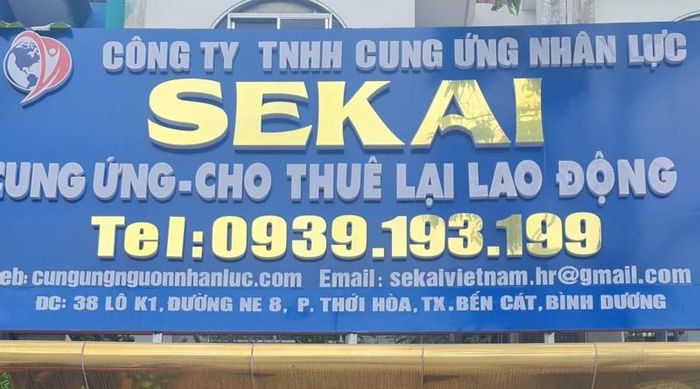 CÔNG TY TNHH CUNG ỨNG NHÂN LỰC
SEKAI
CUNG ỨNG-CHO THUÊ LẠI LAO ĐỘNG
Tel:0939.193.199
eb: cungungnguonnhanluc.com Email : sekaivietnam.hr@gmail.com
ĐC: 38 LÔ K1, ĐƯỜNG NE 8, P. THỚI HÒA, TX. BẾN CÁT, BÌNH DƯƠNG